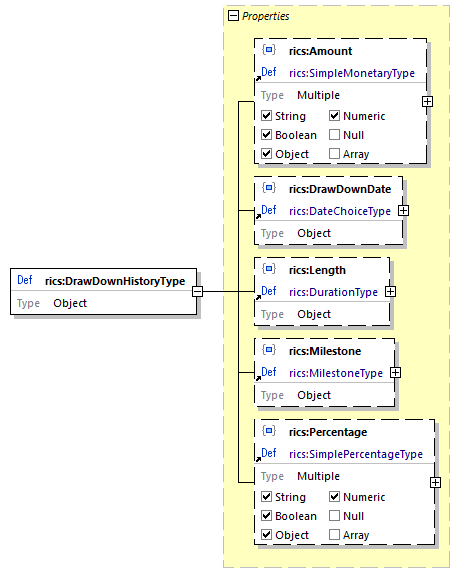 Properties
rics:Amount
Def rics:SimpleMonetaryType
Type Multiple
String Numeric
Boolean Null
Object Array
rics:DrawDownDate
Def rics:DateChoiceType
Type Object
rics:Length
Def rics:DurationType
Type Object
Def rics:DrawDownHistoryType
Type Object
rics:Milestone
Def rics:MilestoneType
Type Object
rics:Percentage
Def rics:SimplePercentageType
Type Multiple
String Numeric
Boolean Null
Object Array